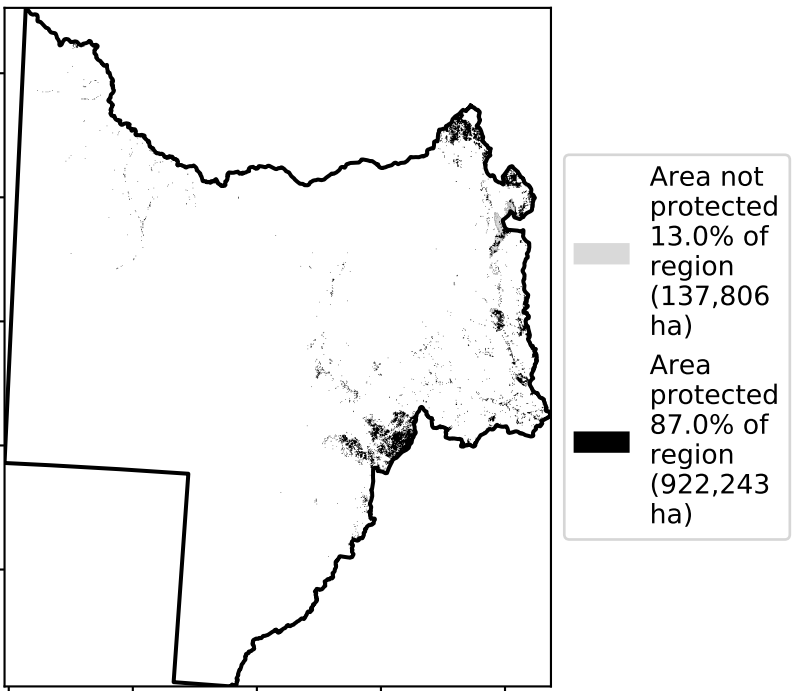 Area not
protected
13.0% of
region
(137,806
ha)
Area
protected
87.0% of
region
(922,243
ha)